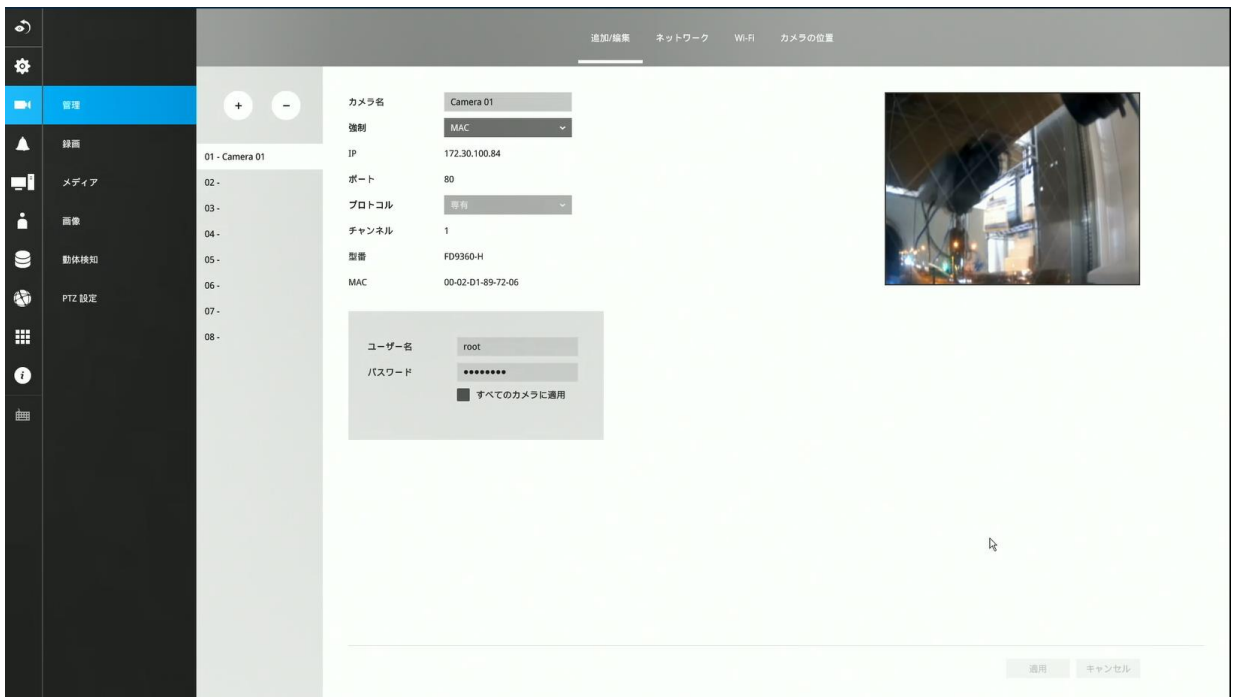 追加/編集 ネットワーク Wi-Fi カメラの位置
管理
録画
メディア
画像
動体検知
PTZ 設定
+ -
01 - Camera 01
02 -
03 -
04 -
05 -
06 -
07 -
08 -
カメラ名 Camera 01
強制 MAC
IP 172.30.100.84
ポート 80
プロトコル 専有
チャンネル 1
型番 FD9360-H
MAC 00-02-D1-89-72-06
ユーザー名 root
パスワード ••••••••
すべてのカメラに適用
適用 キャンセル